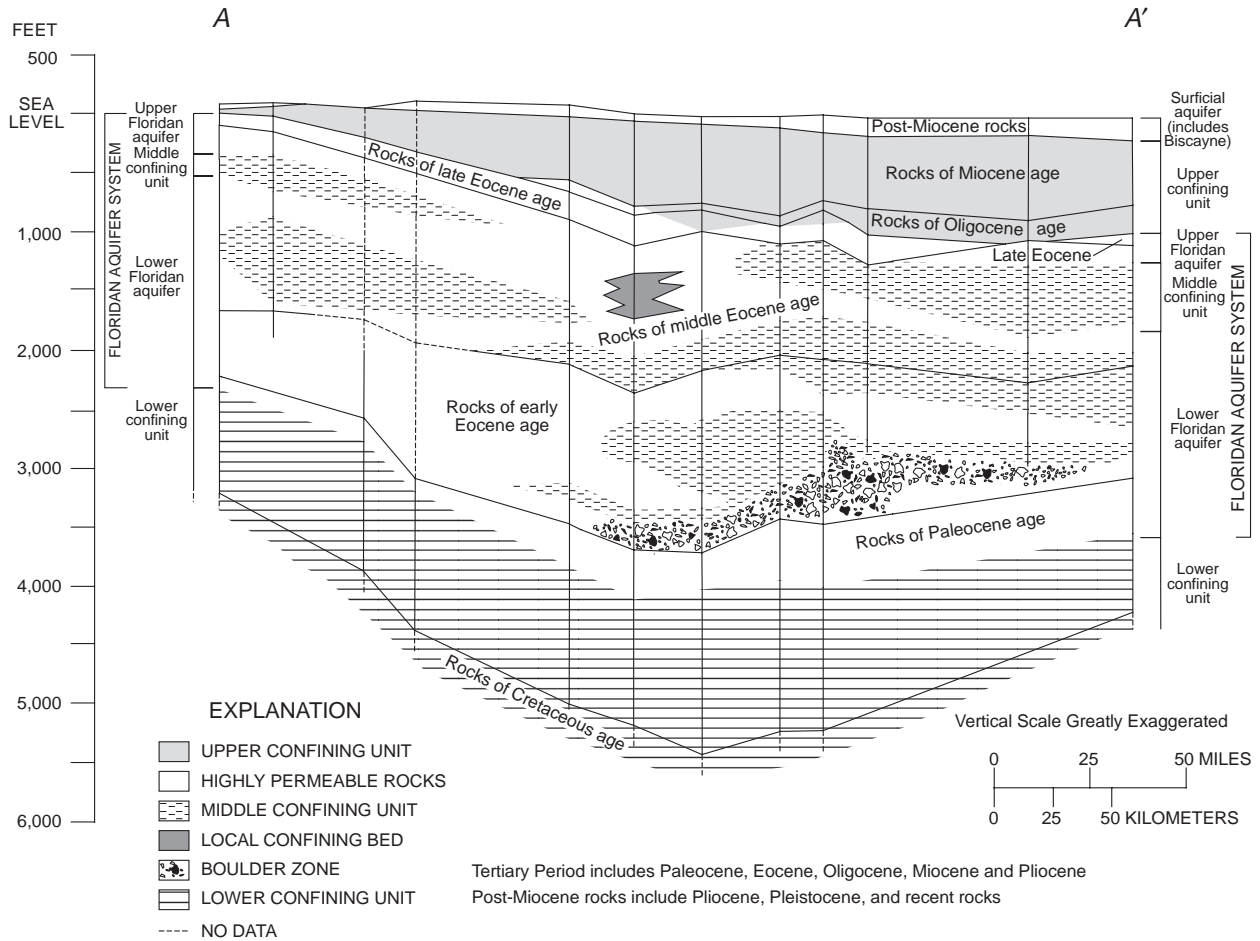 A
A′
FEET
500
SEA
LEVEL
1,000
2,000
3,000
4,000
5,000
6,000
FLORIDAN AQUIFER SYSTEM
Upper
Floridan
aquifer
Middle
confining
unit
Lower
Floridan
aquifer
Lower
confining
unit
Post-Miocene rocks
Rocks of Miocene age
Rocks of late Eocene age
Rocks of Oligocene age
Late Eocene
Rocks of middle Eocene age
Rocks of early
Eocene age
Rocks of Paleocene age
Rocks of Cretaceous age
Surficial
aquifer
(includes
Biscayne)
Upper
confining
unit
Upper
Floridan
aquifer
Middle
confining
unit
Lower
Floridan
aquifer
Lower
confining
unit
FLORIDAN AQUIFER SYSTEM
EXPLANATION
UPPER CONFINING UNIT
HIGHLY PERMEABLE ROCKS
MIDDLE CONFINING UNIT
LOCAL CONFINING BED
BOULDER ZONE
LOWER CONFINING UNIT
NO DATA
Vertical Scale Greatly Exaggerated
0 25 50 MILES
0 25 50 KILOMETERS
Tertiary Period includes Paleocene, Eocene, Oligocene, Miocene and Pliocene
Post-Miocene rocks include Pliocene, Pleistocene, and recent rocks